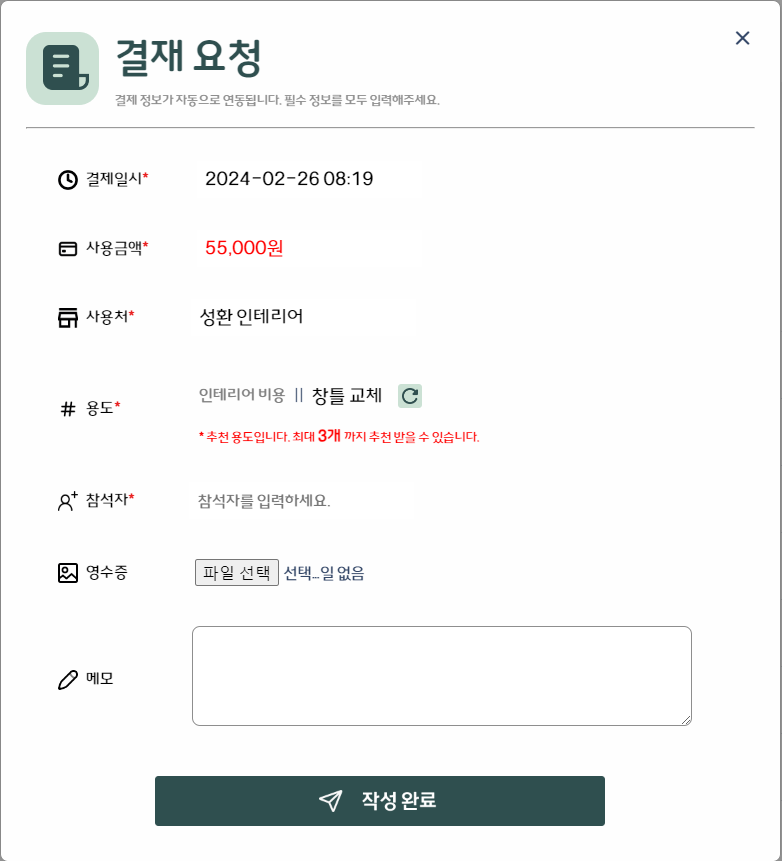 결재 요청
결제 정보가 자동으로 연동됩니다. 필수 정보를 모두 입력해주세요.
결제일시* 2024-02-26 08:19
사용금액* 55,000원
사용처* 성환 인테리어
용도* 인테리어 비용 || 창틀 교체
* 추천 용도입니다. 최대 3개 까지 추천 받을 수 있습니다.
참석자* 참석자를 입력하세요.
영수증 파일 선택 선택...일 없음
메모
작성 완료